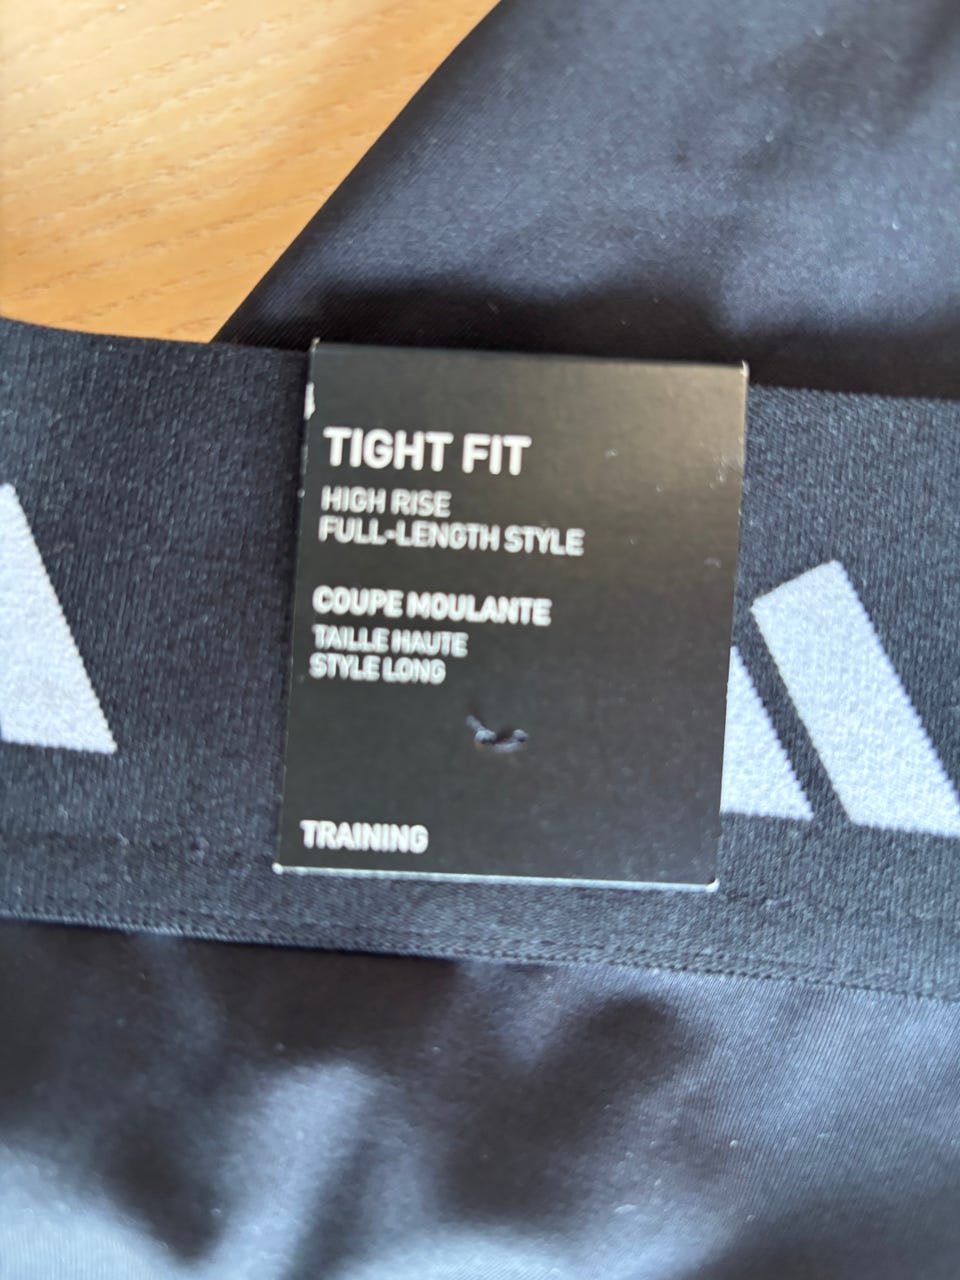 TIGHT FIT
HIGH RISE
FULL-LENGTH STYLE
COUPE MOULANTE
TAILLE HAUTE
STYLE LONG
TRAINING